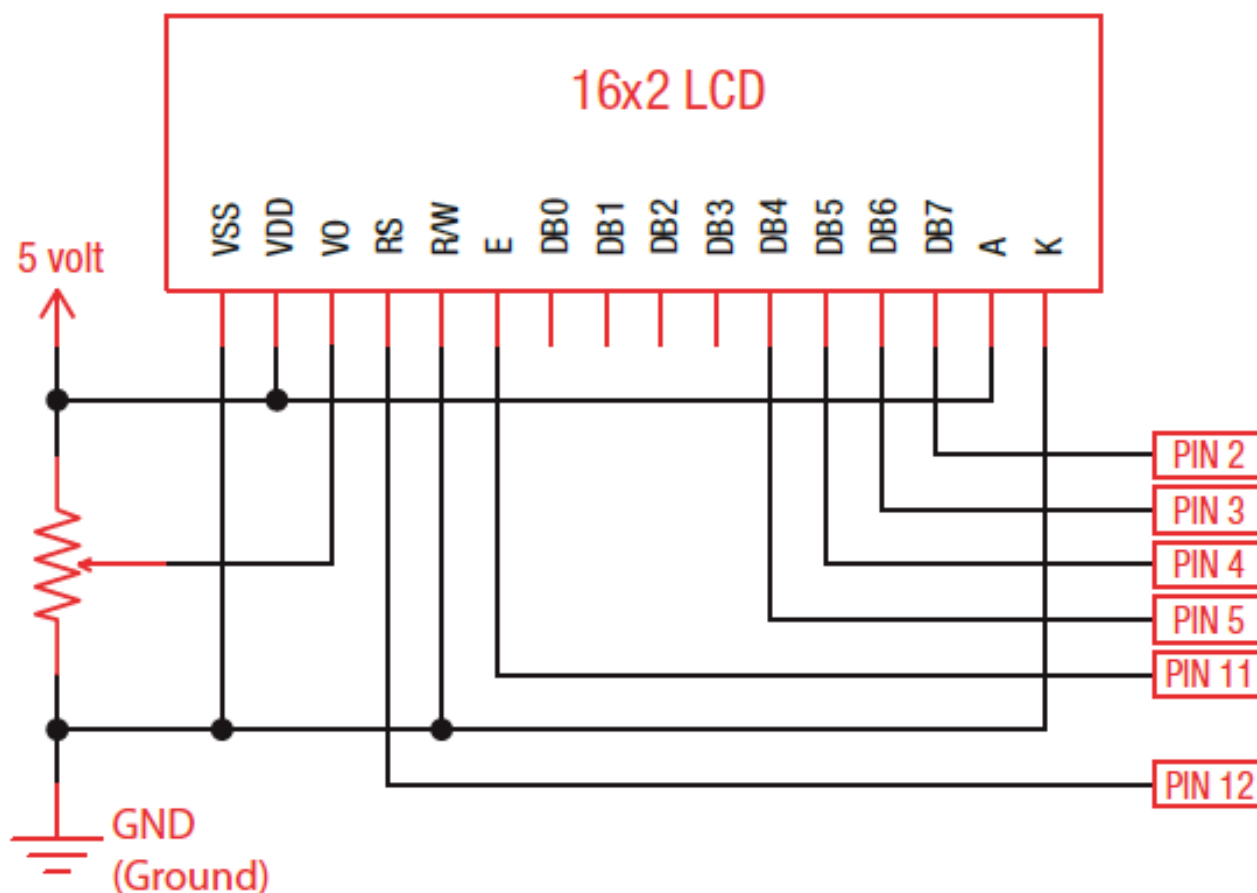 16x2 LCD
VSS
VDD
VO
RS
R/W
E
DB0
DB1
DB2
DB3
DB4
DB5
DB6
DB7
A
K
5 volt
PIN 2
PIN 3
PIN 4
PIN 5
PIN 11
PIN 12
GND
(Ground)